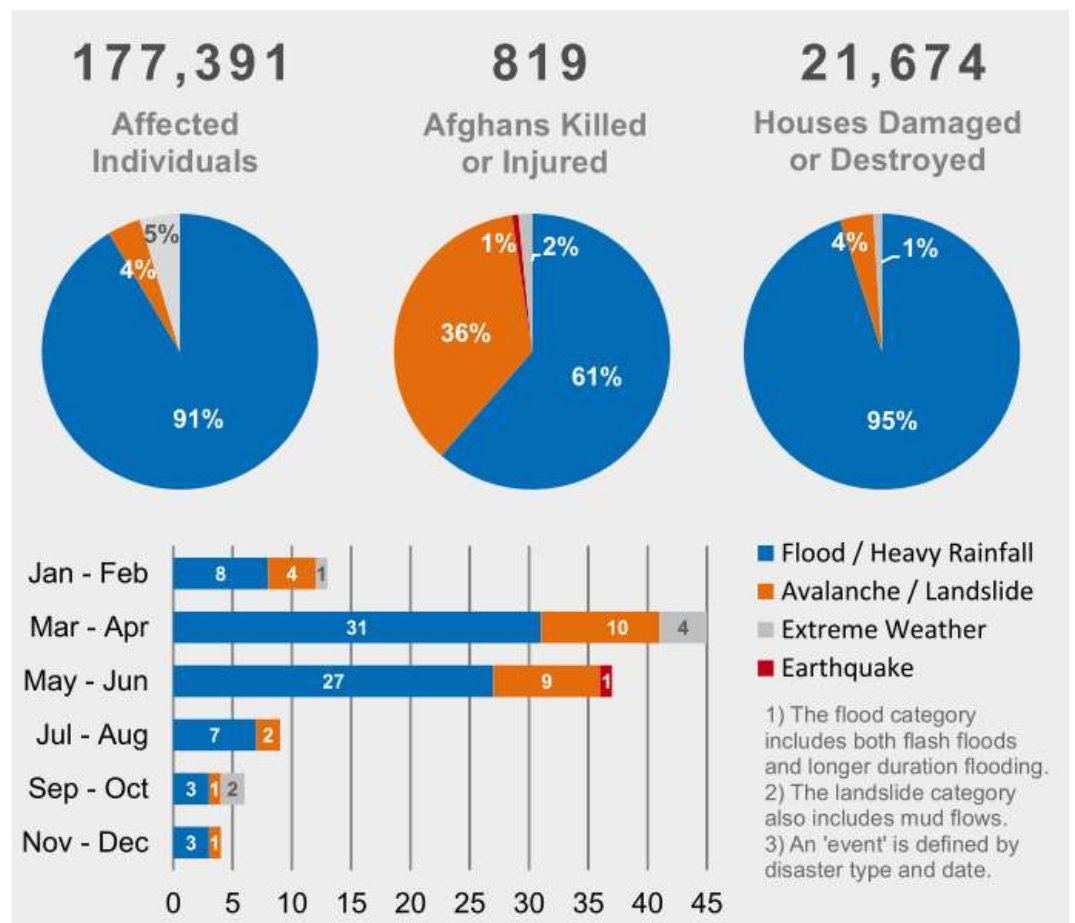 177,391
819
21,674
Affected
Individuals
Afghans Killed
or Injured
Houses Damaged
or Destroyed
5%
4%
91%
1%
2%
36%
61%
4%
1%
95%
Jan - Feb
8 4 1
Mar - Apr
31 10 4
May - Jun
27 9 1
Jul - Aug
7 2
Sep - Oct
3 1 2
Nov - Dec
3 1
0 5 10 15 20 25 30 35 40 45
Flood / Heavy Rainfall
Avalanche / Landslide
Extreme Weather
Earthquake
1) The flood category
includes both flash floods
and longer duration flooding.
2) The landslide category
also includes mud flows.
3) An 'event' is defined by
disaster type and date.